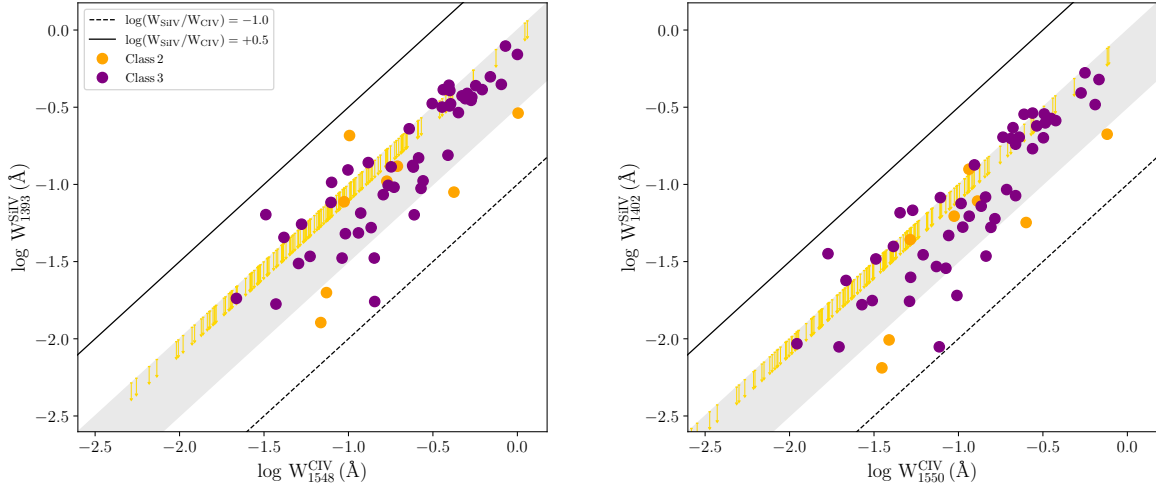 log(W_SiIV/W_CIV) = −1.0
log(W_SiIV/W_CIV) = +0.5
Class 2
Class 3
0.0
−0.5
−1.0
−1.5
−2.0
−2.5
log W^SiIV_1393 (Å)
−2.5 −2.0 −1.5 −1.0 −0.5 0.0
log W^CIV_1548 (Å)
0.0
−0.5
−1.0
−1.5
−2.0
−2.5
log W^SiIV_1402 (Å)
−2.5 −2.0 −1.5 −1.0 −0.5 0.0
log W^CIV_1550 (Å)